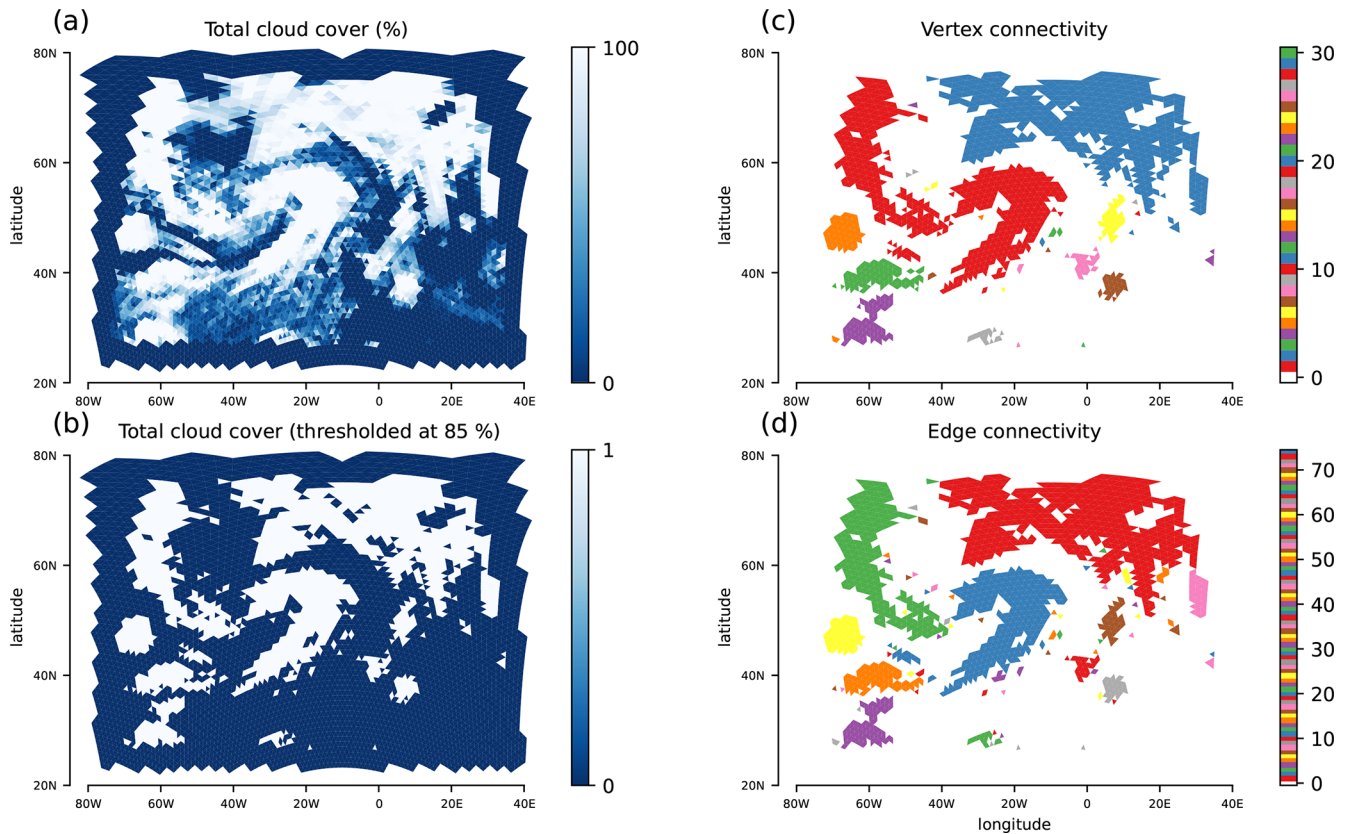 (a)
Total cloud cover (%)
80N
60N
40N
20N
latitude
80W 60W 40W 20W 0 20E 40E
100
0
(c)
Vertex connectivity
80N
60N
40N
20N
latitude
80W 60W 40W 20W 0 20E 40E
30
20
10
0
(b)
Total cloud cover (thresholded at 85 %)
80N
60N
40N
20N
latitude
80W 60W 40W 20W 0 20E 40E
1
0
(d)
Edge connectivity
80N
60N
40N
20N
latitude
80W 60W 40W 20W 0 20E 40E
longitude
70
60
50
40
30
20
10
0